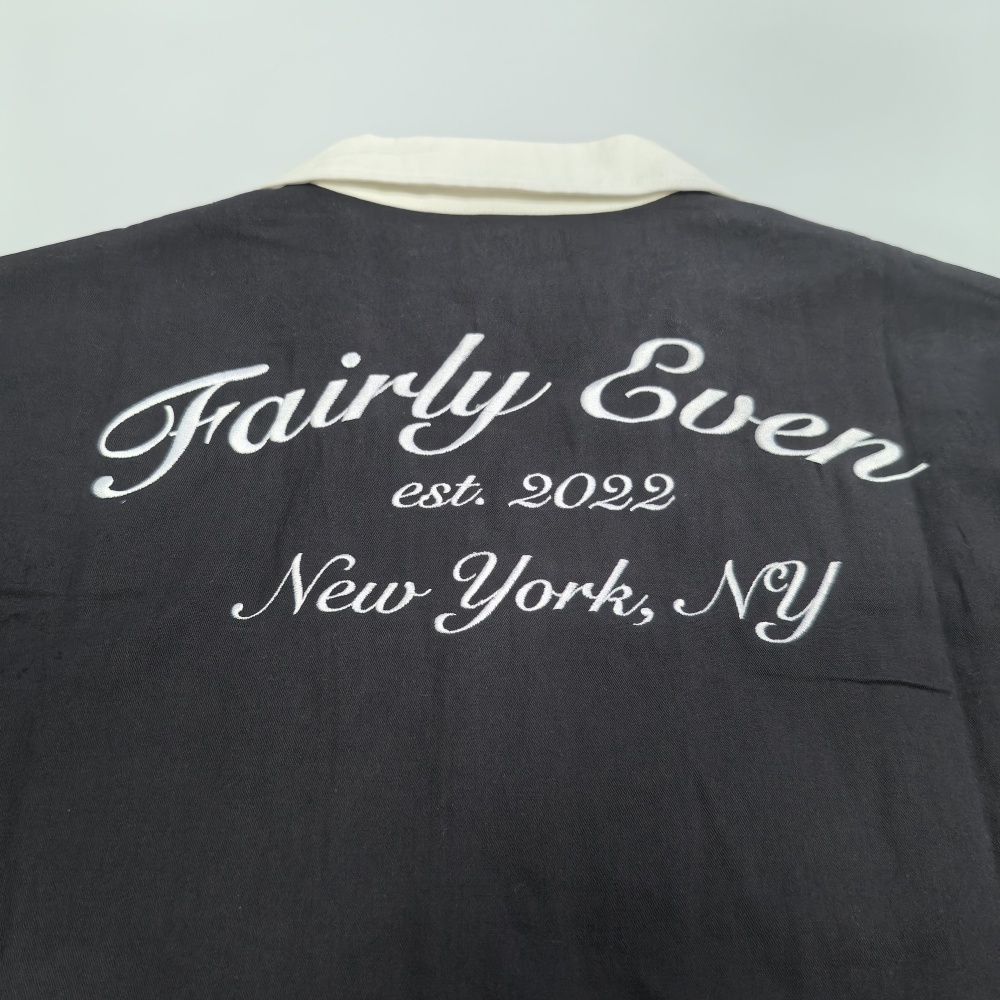 Fairly Even
est. 2022
New York, NY